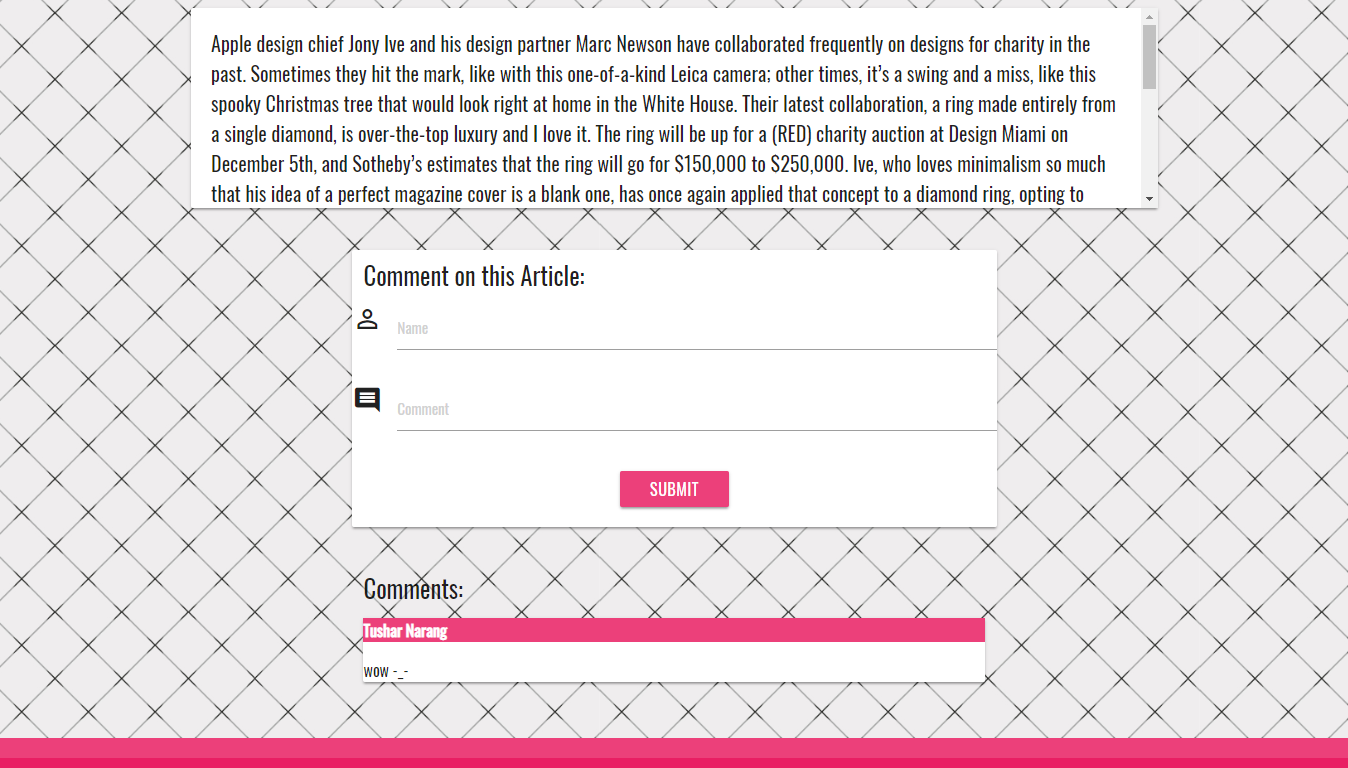 Apple design chief Jony Ive and his design partner Marc Newson have collaborated frequently on designs for charity in the
past. Sometimes they hit the mark, like with this one-of-a-kind Leica camera; other times, it’s a swing and a miss, like this
spooky Christmas tree that would look right at home in the White House. Their latest collaboration, a ring made entirely from
a single diamond, is over-the-top luxury and I love it. The ring will be up for a (RED) charity auction at Design Miami on
December 5th, and Sotheby’s estimates that the ring will go for $150,000 to $250,000. Ive, who loves minimalism so much
that his idea of a perfect magazine cover is a blank one, has once again applied that concept to a diamond ring, opting to
Comment on this Article:
Name
Comment
SUBMIT
Comments:
Tushar Narang
wow -_-